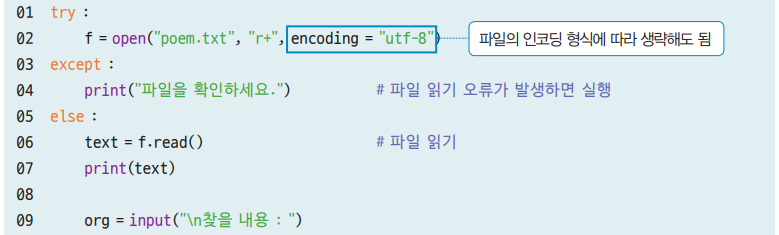 01 try :
02 f = open("poem.txt", "r+", encoding = "utf-8") 파일의 인코딩 형식에 따라 생략해도 됨
03 except :
04 print("파일을 확인하세요.") # 파일 읽기 오류가 발생하면 실행
05 else :
06 text = f.read() # 파일 읽기
07 print(text)
08
09 org = input("\n찾을 내용 : ")